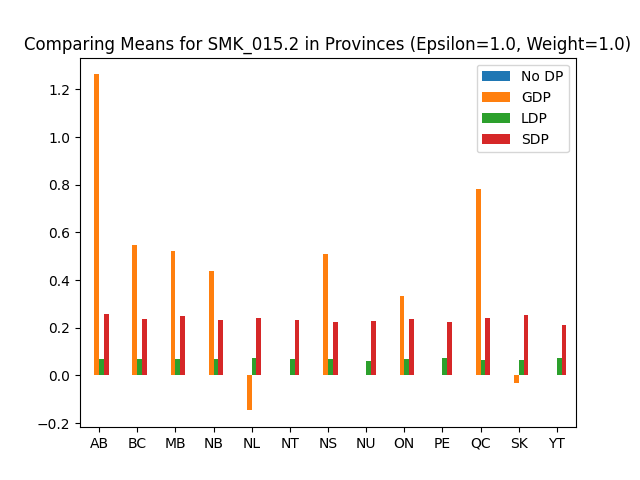 Comparing Means for SMK_015.2 in Provinces (Epsilon=1.0, Weight=1.0)
No DP
GDP
LDP
SDP
1.2
1.0
0.8
0.6
0.4
0.2
0.0
−0.2
AB BC MB NB NL NT NS NU ON PE QC SK YT